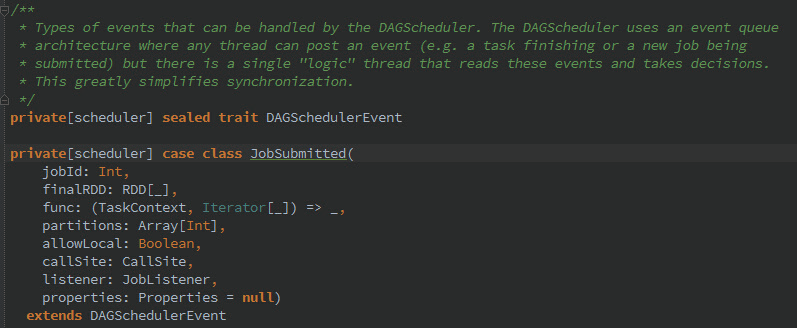 /**
 * Types of events that can be handled by the DAGScheduler. The DAGScheduler uses an event queue
 * architecture where any thread can post an event (e.g. a task finishing or a new job being
 * submitted) but there is a single "logic" thread that reads these events and takes decisions.
 * This greatly simplifies synchronization.
 */
private[scheduler] sealed trait DAGSchedulerEvent

private[scheduler] case class JobSubmitted(
    jobId: Int,
    finalRDD: RDD[_],
    func: (TaskContext, Iterator[_]) => _,
    partitions: Array[Int],
    allowLocal: Boolean,
    callSite: CallSite,
    listener: JobListener,
    properties: Properties = null)
  extends DAGSchedulerEvent